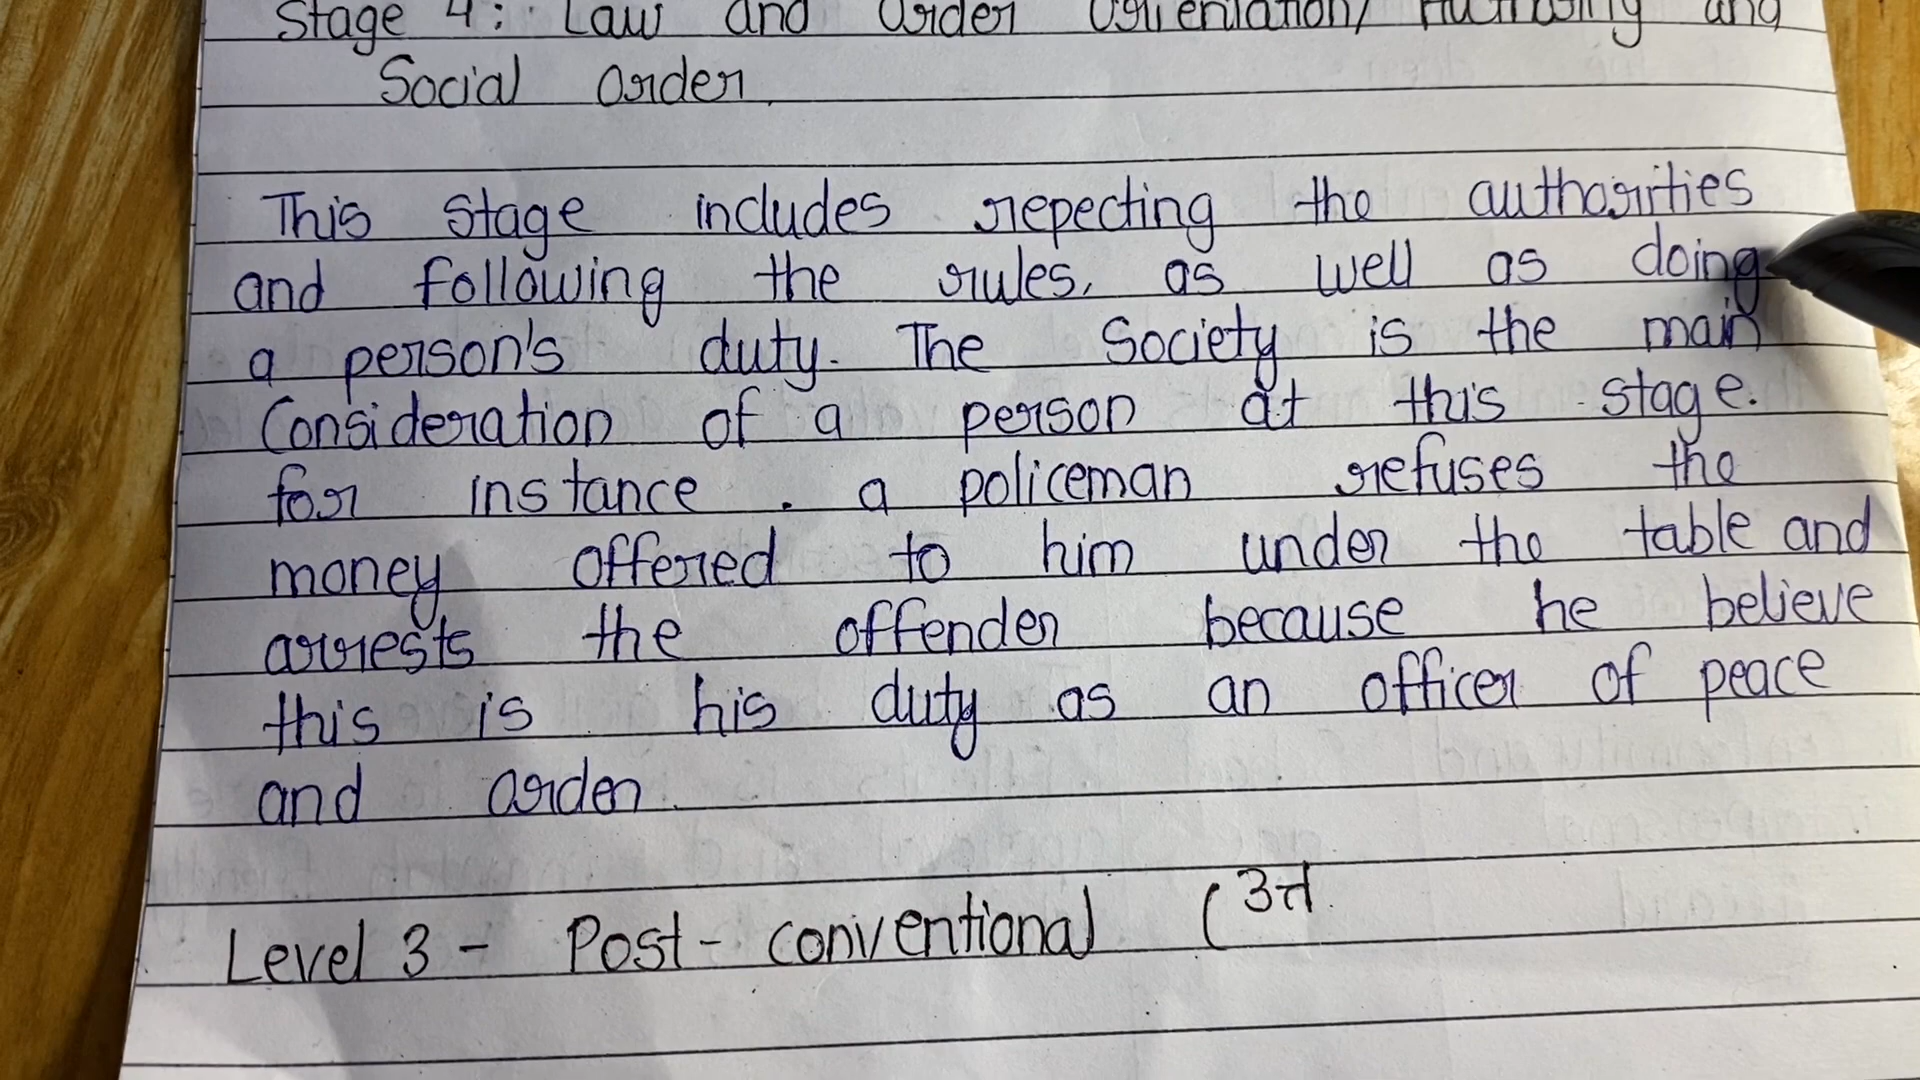 Stage 4: Law and Order Orientation/ Authority and
Social Order.
This stage includes repecting the authorities
and following the rules, as well as doing
a person's duty. The Society is the main
Consideration of a person at this stage.
for instance. a policeman refuses the
money offered to him under the table and
arrests the offender because he believe
this is his duty as an officer of peace
and order.
Level 3 - Post-conventional (3rd